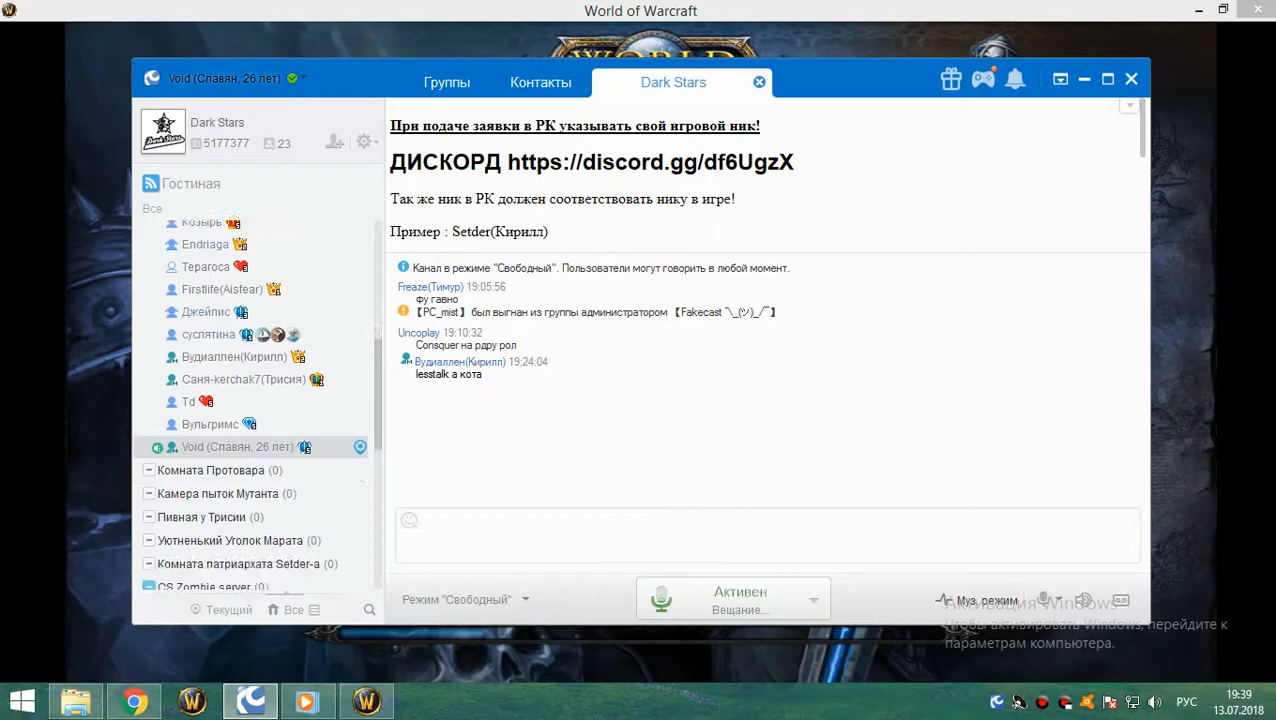 World of Warcraft
Void (Славян, 26 лет)
Группы
Контакты
Dark Stars
Dark Stars
5177377
23
Гостиная
Все
Козырь
Endriaga
Терагоса
Firstlife(Aisfear)
Джейлис
суслятина
Вудиаллен(Кирилл)
Саня-kerchak7(Трисия)
Td
Вульгримс
Void (Славян, 26 лет)
Комната Протовара (0)
Камера пыток Мутанта (0)
Пивная у Трисии (0)
Уютненький Уголок Марата (0)
Комната патриархата Setder-а (0)
CS Zombie server (0)
Текущий
Все
При подаче заявки в РК указывать свой игровой ник!
ДИСКОРД https://discord.gg/df6UgzX
Так же ник в РК должен соответствовать нику в игре!
Пример : Setder(Кирилл)
Канал в режиме "Свободный". Пользователи могут говорить в любой момент.
Freaze(Тимур) 19:05:56
фу гавно
【PC_mist】был выгнан из группы администратором 【Fakecast ¯\_(ツ)_/¯】
Uncoplay 19:10:32
Consquer на рдру рол
Вудиаллен(Кирилл) 19:24:04
lesstalk а кота
Режим "Свободный"
Активен
Вещание...
Муз. режим
Активация Windows
Чтобы активировать Windows, перейдите к
параметрам компьютера.
РУС
19:39
13.07.2018